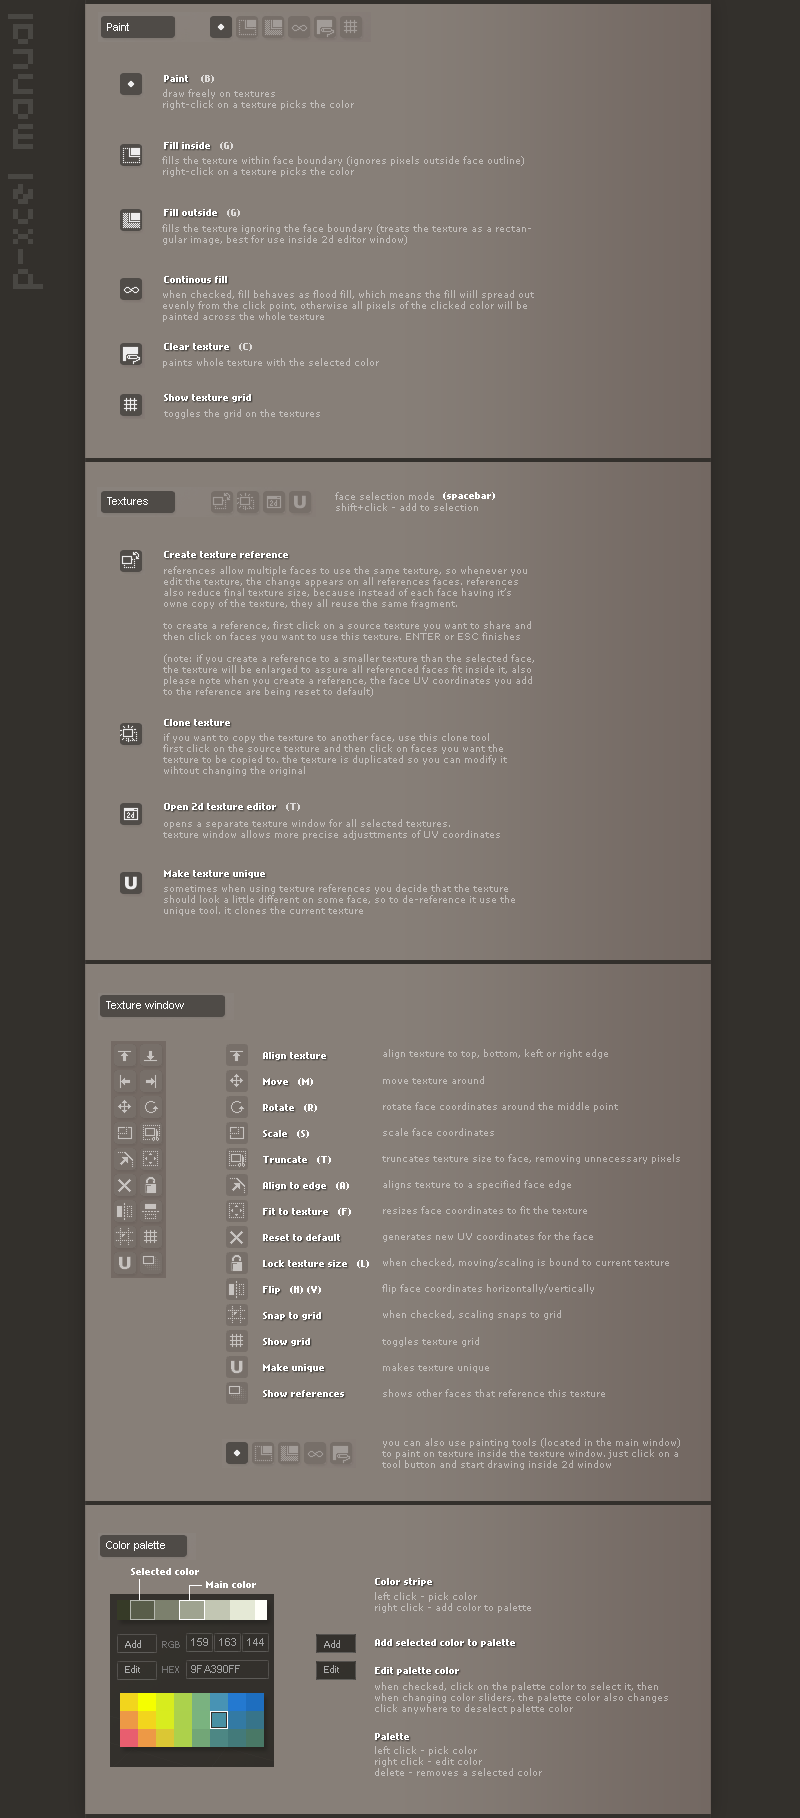 p-xcel manual
Paint
Paint (B)
draw freely on textures
right-click on a texture picks the color
Fill inside (G)
fills the texture within face boundary (ignores pixels outside face outline)
right-click on a texture picks the color
Fill outside (G)
fills the texture ignoring the face boundary (treats the texture as a rectan-
gular image, best for use inside 2d editor window)
Continous fill
when checked, fill behaves as flood fill, which means the fill wiill spread out
evenly from the click point, otherwise all pixels of the clicked color will be
painted across the whole texture
Clear texture (C)
paints whole texture with the selected color
Show texture grid
toggles the grid on the textures
Textures
2d
U
face selection mode (spacebar)
shift+click - add to selection
Create texture reference
references allow multiple faces to use the same texture, so whenever you
edit the texture, the change appears on all references faces. references
also reduce final texture size, because instead of each face having it's
owne copy of the texture, they all reuse the same fragment.
to create a reference, first click on a source texture you want to share and
then click on faces you want to use this texture. ENTER or ESC finishes
(note: if you create a reference to a smaller texture than the selected face,
the texture will be enlarged to assure all referenced faces fit inside it, also
please note when you create a reference, the face UV coordinates you add
to the reference are being reset to default)
Clone texture
if you want to copy the texture to another face, use this clone tool
first click on the source texture and then click on faces you want the
texture to be copied to. the texture is duplicated so you can modify it
wihtout changing the original
2d
Open 2d texture editor (T)
opens a separate texture window for all selected textures.
texture window allows more precise adjusttments of UV coordinates
U
Make texture unique
sometimes when using texture references you decide that the texture
should look a little different on some face, so to de-reference it use the
unique tool. it clones the current texture
Texture window
U
Align texture align texture to top, bottom, keft or right edge
Move (M) move texture around
Rotate (R) rotate face coordinates around the middle point
Scale (S) scale face coordinates
Truncate (T) truncates texture size to face, removing unnecessary pixels
Align to edge (A) aligns texture to a specified face edge
Fit to texture (F) resizes face coordinates to fit the texture
Reset to default generates new UV coordinates for the face
Lock texture size (L) when checked, moving/scaling is bound to current texture
Flip (H) (V) flip face coordinates horizontally/vertically
Snap to grid when checked, scaling snaps to grid
Show grid toggles texture grid
U Make unique makes texture unique
Show references shows other faces that reference this texture
you can also use painting tools (located in the main window)
to paint on texture inside the texture window. just click on a
tool button and start drawing inside 2d window
Color palette
Selected color
Main color
Add RGB 159 163 144
Edit HEX 9FA390FF
Color stripe
left click - pick color
right click - add color to palette
Add Add selected color to palette
Edit Edit palette color
when checked, click on the palette color to select it, then
when changing color sliders, the palette color also changes
click anywhere to deselect palette color
Palette
left click - pick color
right click - edit color
delete - removes a selected color